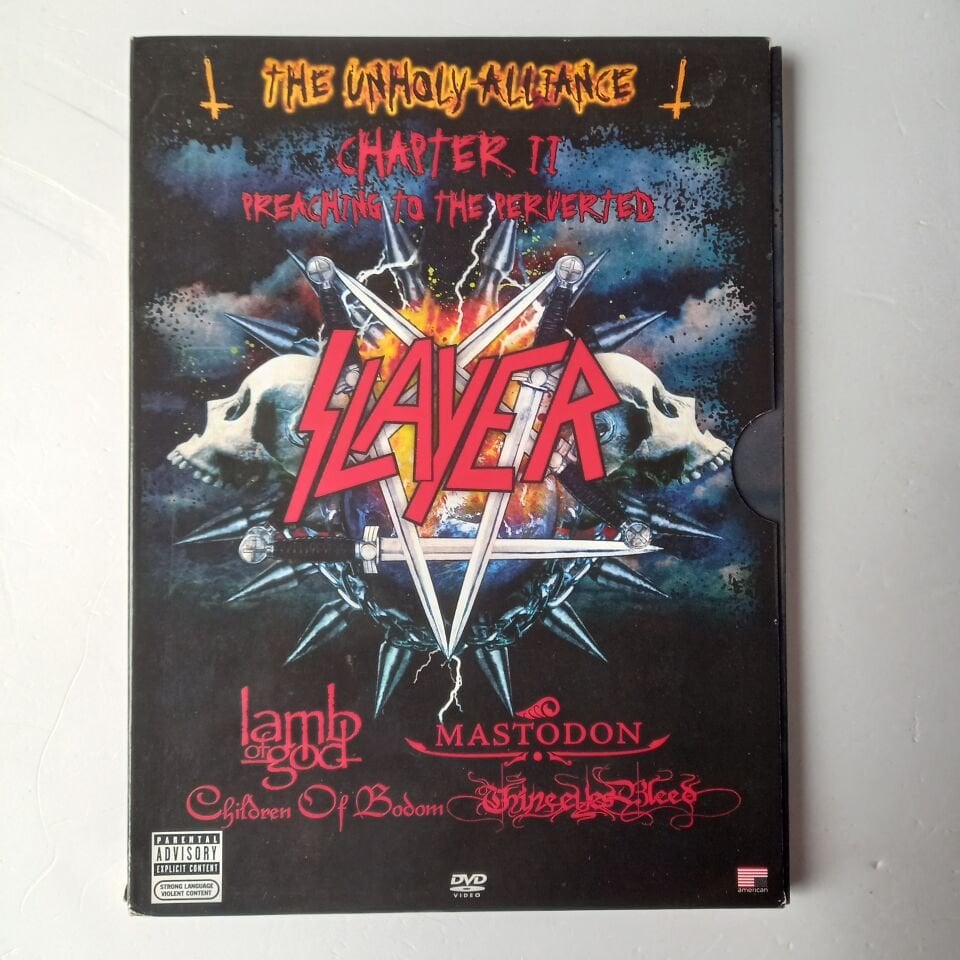 THE UNHOLY ALLIANCE
CHAPTER II
PREACHING TO THE PERVERTED
SLAYER
lamb
of god
MASTODON
Children Of Bodom
Thine Eyes Bleed
PARENTAL
ADVISORY
EXPLICIT CONTENT
STRONG LANGUAGE
VIOLENT CONTENT
DVD
VIDEO
american